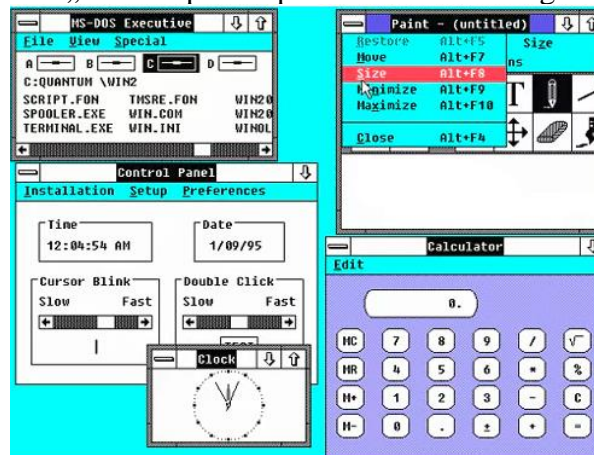 MS-DOS Executive
File View Special
A B C D
C:QUANTUM \WIN2
SCRIPT.FON TMSRE.FON WIN20
SPOOLER.EXE WIN.COM WIN20
TERMINAL.EXE WIN.INI WINOL
Paint - (untitled)
Restore Alt+F5
Move Alt+F7
Size Alt+F8
Minimize Alt+F9
Maximize Alt+F10
Close Alt+F4
Size
ns
T
Control Panel
Installation Setup Preferences
Time
12:04:54 AM
Date
1/09/95
Cursor Blink
Slow Fast
Double Click
Slow Fast
Clock
Calculator
Edit
0.
MC 7 8 9 / √
MR 4 5 6 * %
M+ 1 2 3 - C
M- 0 . ± + =